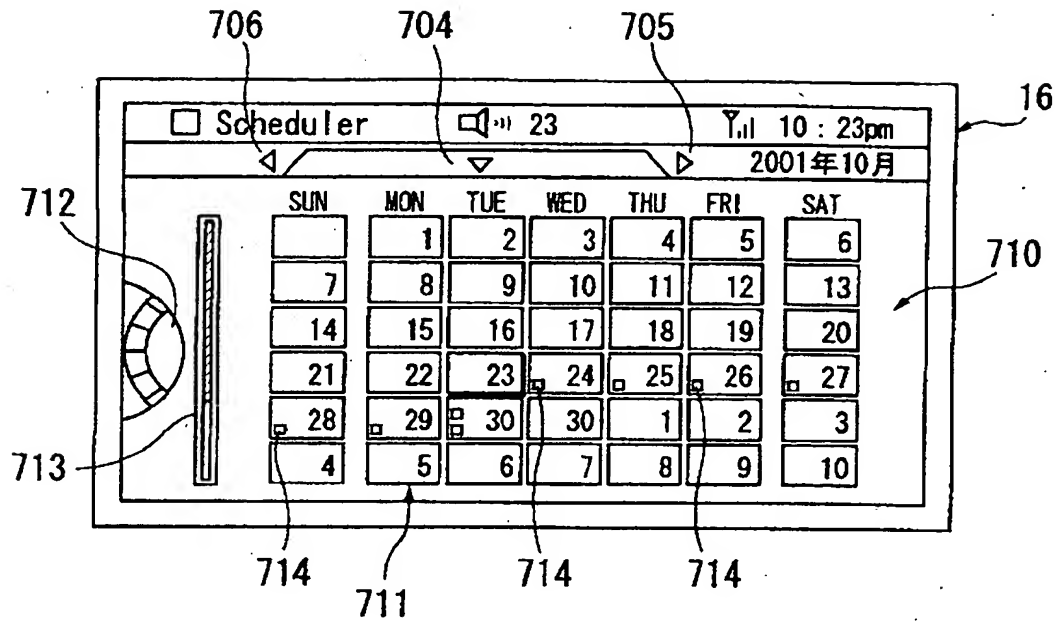 706 704 705
16
Scheduler 23 10 : 23pm
2001年10月
SUN MON TUE WED THU FRI SAT
712
1 2 3 4 5 6
710
7 8 9 10 11 12 13
14 15 16 17 18 19 20
21 22 23 24 25 26 27
28 29 30 30 1 2 3
713
4 5 6 7 8 9 10
714 711 714 714